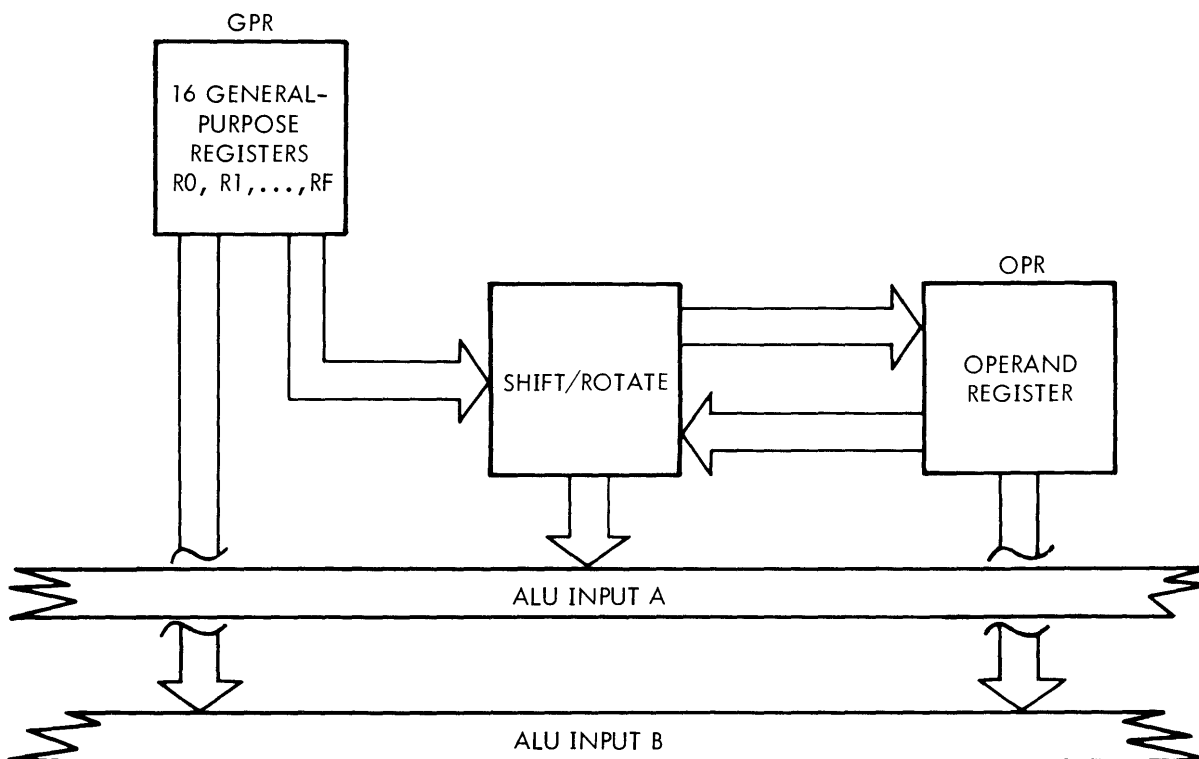 GPR
16 GENERAL-
PURPOSE
REGISTERS
R0, R1,...,RF
OPR
SHIFT/ROTATE
OPERAND
REGISTER
ALU INPUT A
ALU INPUT B